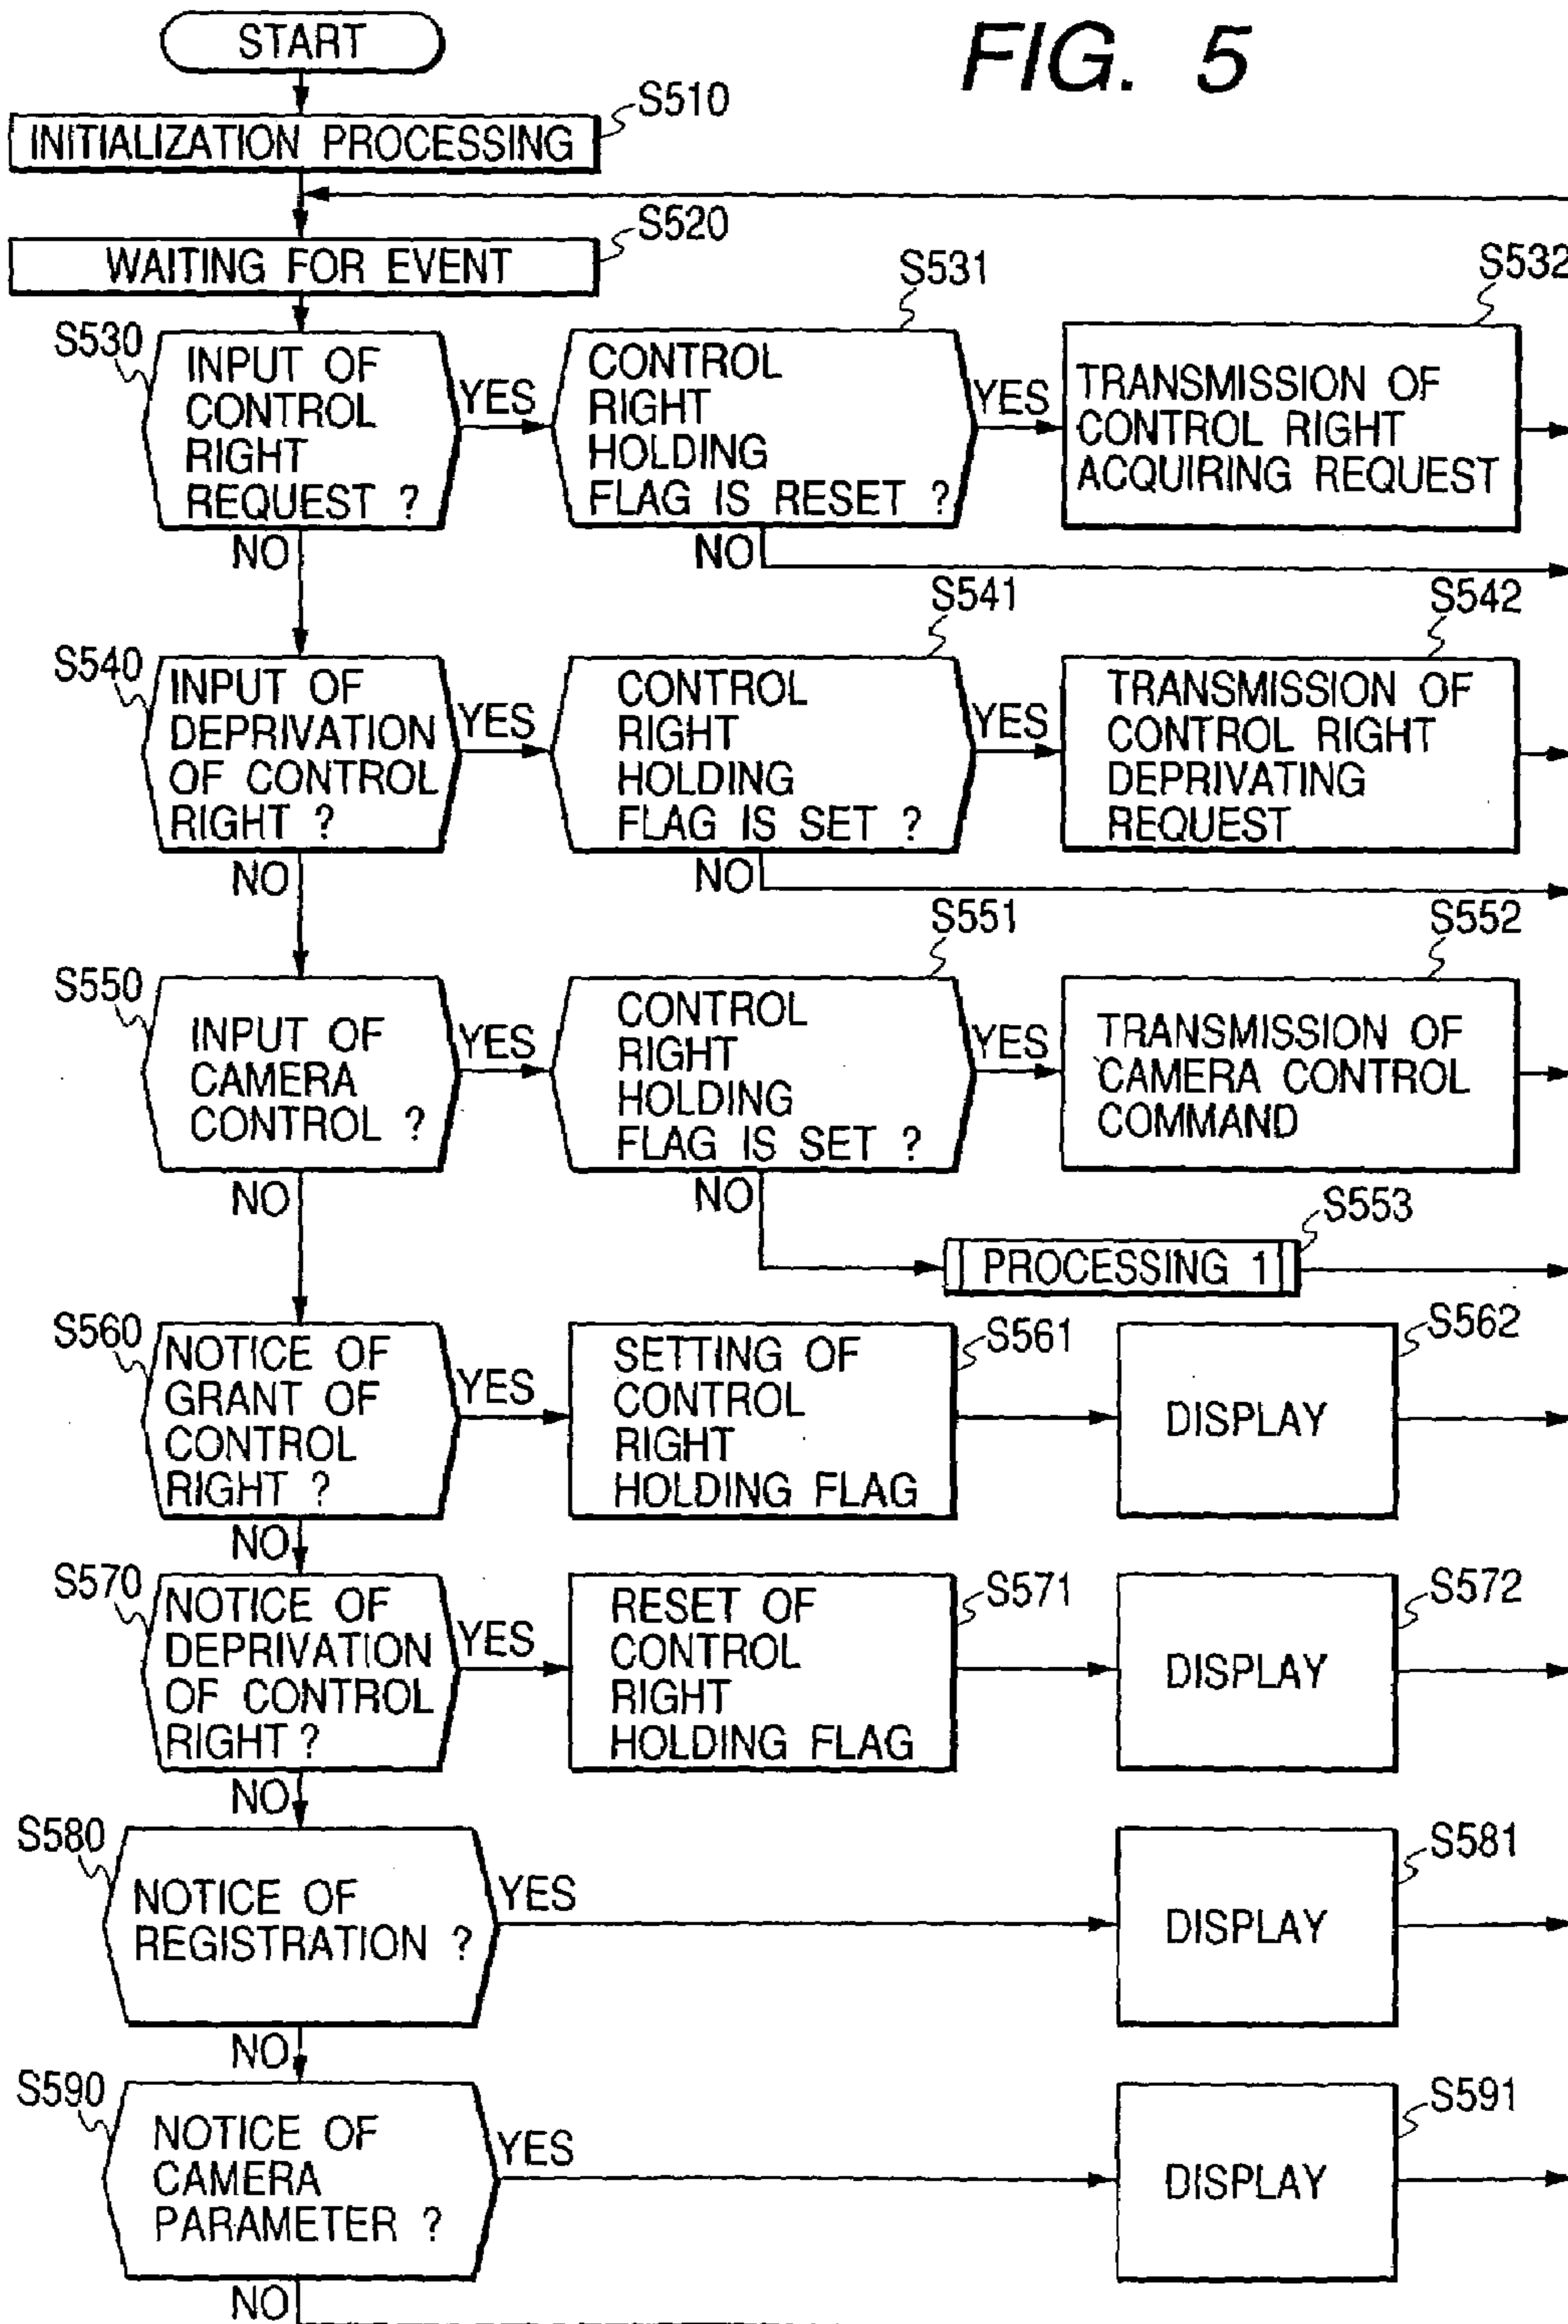 FIG. 5
START
S510
INITIALIZATION PROCESSING
S520
WAITING FOR EVENT
S530
INPUT OF
CONTROL
RIGHT
REQUEST ?
YES
NO
S531
CONTROL
RIGHT
HOLDING
FLAG IS RESET ?
YES
NO
S532
TRANSMISSION OF
CONTROL RIGHT
ACQUIRING REQUEST
S540
INPUT OF
DEPRIVATION
OF CONTROL
RIGHT ?
YES
NO
S541
CONTROL
RIGHT
HOLDING
FLAG IS SET ?
YES
NO
S542
TRANSMISSION OF
CONTROL RIGHT
DEPRIVATING
REQUEST
S550
INPUT OF
CAMERA
CONTROL ?
YES
NO
S551
CONTROL
RIGHT
HOLDING
FLAG IS SET ?
YES
NO
S552
TRANSMISSION OF
CAMERA CONTROL
COMMAND
S553
PROCESSING 1
S560
NOTICE OF
GRANT OF
CONTROL
RIGHT ?
YES
NO
S561
SETTING OF
CONTROL
RIGHT
HOLDING FLAG
S562
DISPLAY
S570
NOTICE OF
DEPRIVATION
OF CONTROL
RIGHT ?
YES
NO
S571
RESET OF
CONTROL
RIGHT
HOLDING FLAG
S572
DISPLAY
S580
NOTICE OF
REGISTRATION ?
YES
NO
S581
DISPLAY
S590
NOTICE OF
CAMERA
PARAMETER ?
YES
NO
S591
DISPLAY